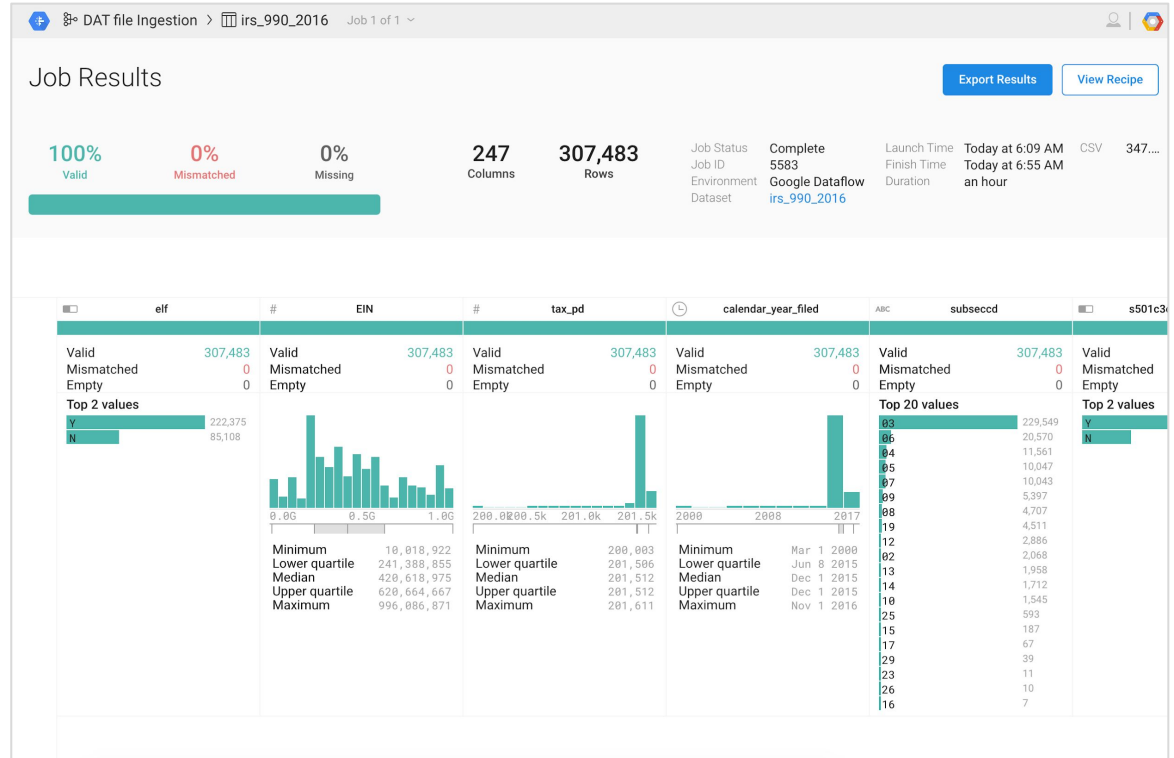 DAT file Ingestion > irs_990_2016 Job 1 of 1
Job Results
Export Results
View Recipe
100%
Valid
0%
Mismatched
0%
Missing
247
Columns
307,483
Rows
Job Status Complete
Job ID 5583
Environment Google Dataflow
Dataset irs_990_2016
Launch Time Today at 6:09 AM
Finish Time Today at 6:55 AM
Duration an hour
CSV 347....
elf
Valid 307,483
Mismatched 0
Empty 0
Top 2 values
Y 222,375
N 85,108
# EIN
Valid 307,483
Mismatched 0
Empty 0
0.0G 0.5G 1.0G
Minimum 10,018,922
Lower quartile 241,388,855
Median 420,618,975
Upper quartile 620,664,667
Maximum 996,086,871
# tax_pd
Valid 307,483
Mismatched 0
Empty 0
200.0k 200.5k 201.0k 201.5k
Minimum 200,003
Lower quartile 201,506
Median 201,512
Upper quartile 201,512
Maximum 201,611
calendar_year_filed
Valid 307,483
Mismatched 0
Empty 0
2000 2008 2017
Minimum Mar 1 2000
Lower quartile Jun 8 2015
Median Dec 1 2015
Upper quartile Dec 1 2015
Maximum Nov 1 2016
ABC subseccd
Valid 307,483
Mismatched 0
Empty 0
Top 20 values
03 229,549
06 20,570
04 11,561
05 10,047
07 10,043
09 5,397
08 4,707
19 4,511
12 2,886
02 2,068
13 1,958
14 1,712
10 1,545
25 593
15 187
17 67
29 39
23 11
26 10
16 7
Valid
Mismatched
Empty
Top 2 values
Y
N